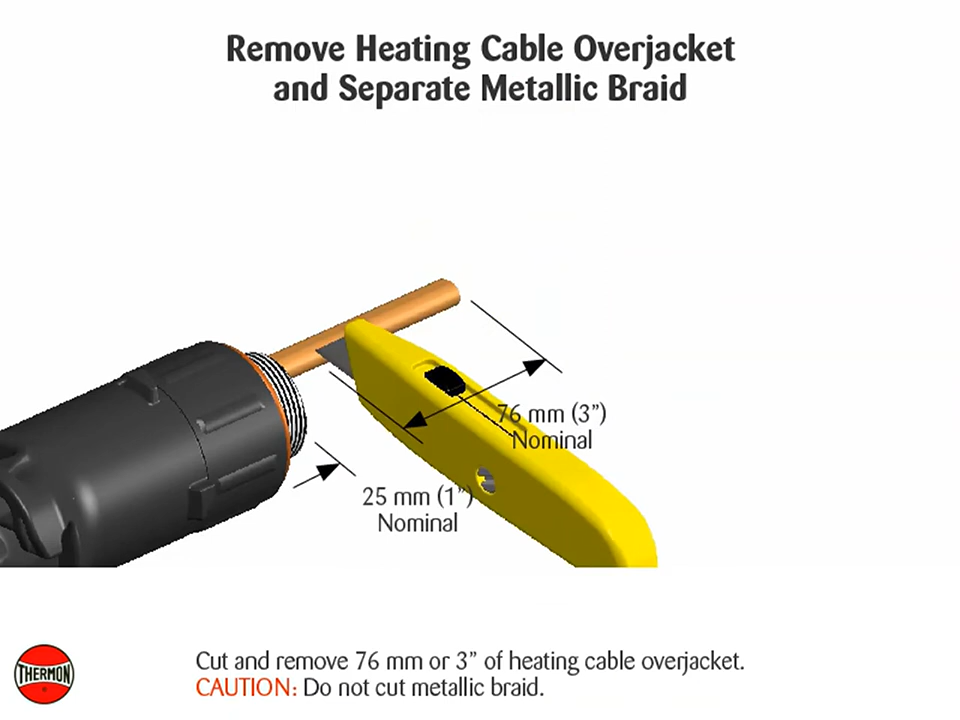 Remove Heating Cable Overjacket
and Separate Metallic Braid
76 mm (3”)
Nominal
25 mm (1”)
Nominal
Cut and remove 76 mm or 3” of heating cable overjacket.
CAUTION: Do not cut metallic braid.
THERMON